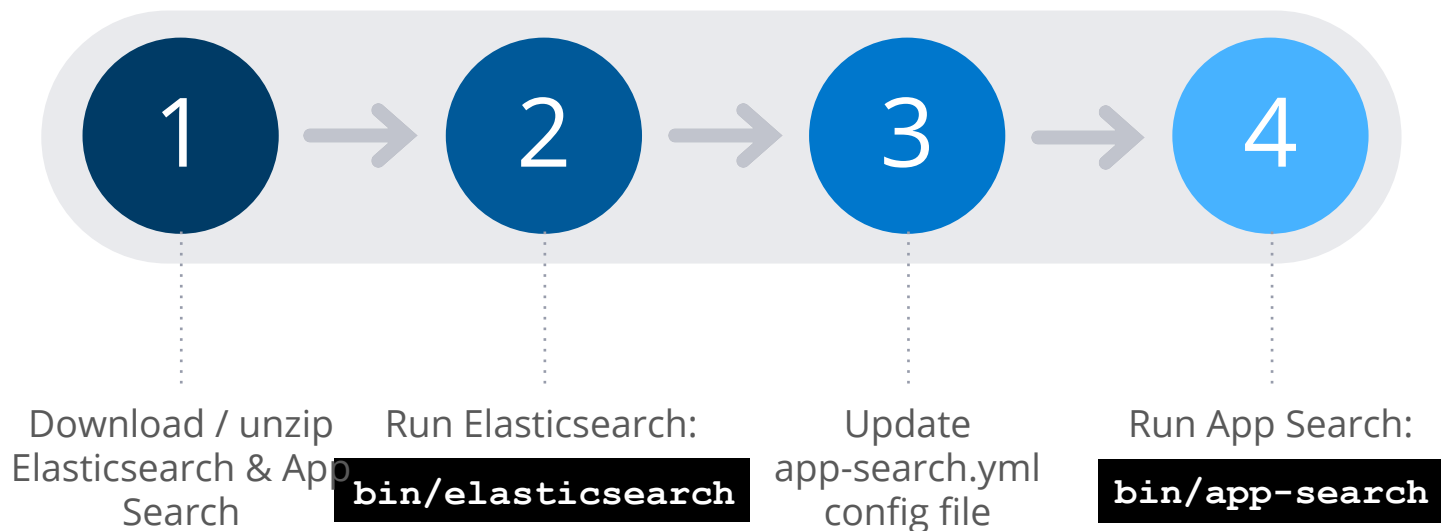 1
2
3
4
Download / unzip
Elasticsearch & App
Search
Run Elasticsearch:
bin/elasticsearch
Update
app-search.yml
config file
Run App Search:
bin/app-search